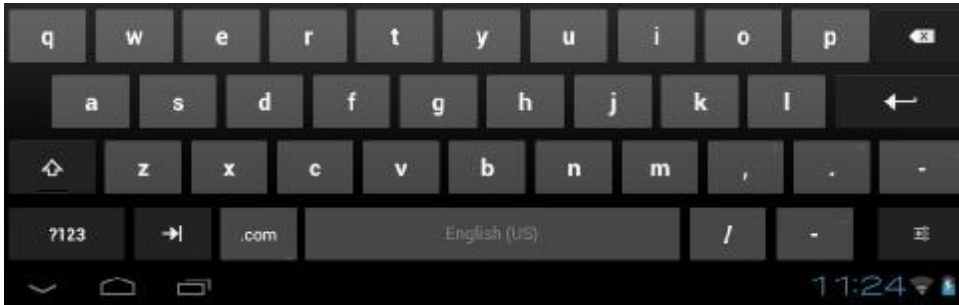 q w e r t y u i o p
a s d f g h j k l
z x c v b n m , . -
?123 .com English (US) / -
11:24